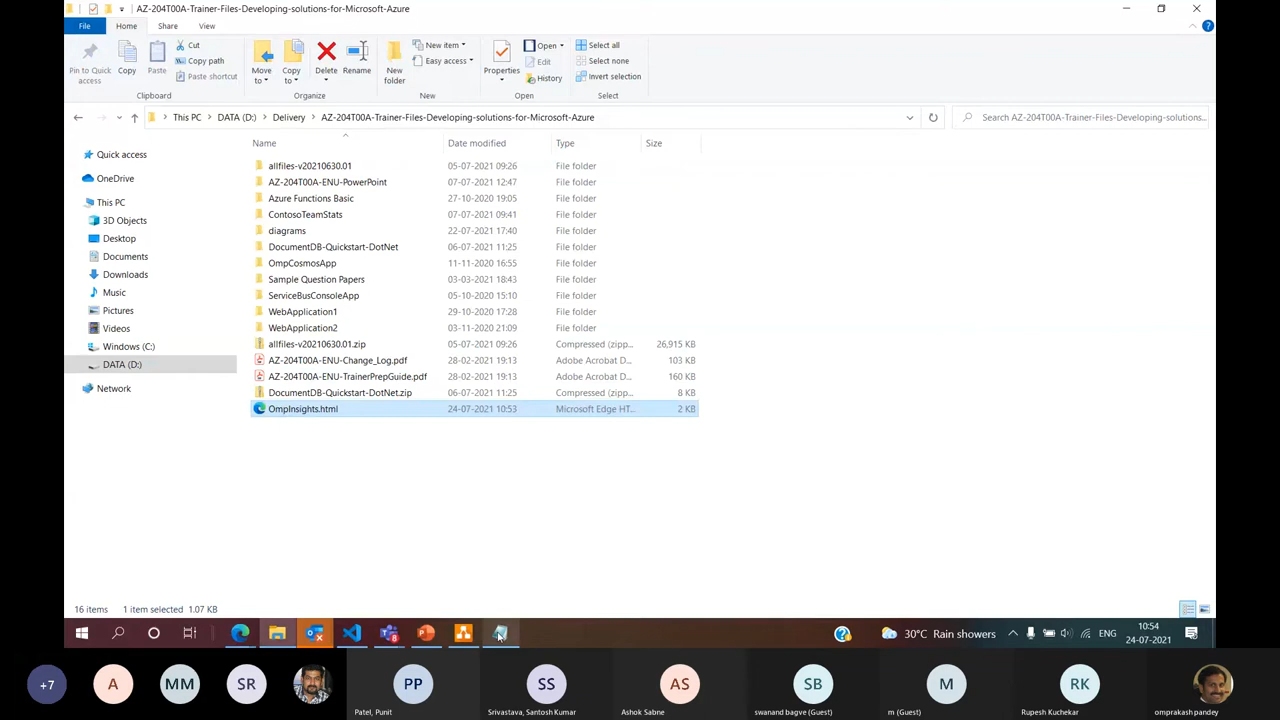 AZ-204T00A-Trainer-Files-Developing-solutions-for-Microsoft-Azure
File Home Share View
Pin to Quick access
Copy
Paste
Cut
Copy path
Paste shortcut
Move to
Copy to
Delete
Rename
New folder
New item
Easy access
Properties
Open
Edit
History
Select all
Select none
Invert selection
Clipboard Organize New Open Select
This PC DATA (D:) Delivery AZ-204T00A-Trainer-Files-Developing-solutions-for-Microsoft-Azure
Search AZ-204T00A-Trainer-Files-Developing-solutions...
Quick access
OneDrive
This PC
3D Objects
Desktop
Documents
Downloads
Music
Pictures
Videos
Windows (C:)
DATA (D:)
Network
Name Date modified Type Size
allfiles-v20210630.01 05-07-2021 09:26 File folder
AZ-204T00A-ENU-PowerPoint 07-07-2021 12:47 File folder
Azure Functions Basic 27-10-2020 19:05 File folder
ContosoTeamStats 07-07-2021 09:41 File folder
diagrams 22-07-2021 17:40 File folder
DocumentDB-Quickstart-DotNet 06-07-2021 11:25 File folder
OmpCosmosApp 11-11-2020 16:55 File folder
Sample Question Papers 03-03-2021 18:43 File folder
ServiceBusConsoleApp 05-10-2020 15:10 File folder
WebApplication1 29-10-2020 17:28 File folder
WebApplication2 03-11-2020 21:09 File folder
allfiles-v20210630.01.zip 05-07-2021 09:26 Compressed (zipp... 26,915 KB
AZ-204T00A-ENU-Change_Log.pdf 28-02-2021 19:13 Adobe Acrobat D... 103 KB
AZ-204T00A-ENU-TrainerPrepGuide.pdf 28-02-2021 19:13 Adobe Acrobat D... 160 KB
DocumentDB-Quickstart-DotNet.zip 06-07-2021 11:25 Compressed (zipp... 8 KB
OmpInsights.html 24-07-2021 10:53 Microsoft Edge HT... 2 KB
16 items 1 item selected 1.07 KB
30°C Rain showers
ENG
10:54
24-07-2021
+7 A MM SR PP SS AS SB M RK
Patel, Punit
Srivastava, Santosh Kumar
Ashok Sabne
swanand bagve (Guest)
m (Guest)
Rupesh Kuchekar
omprakash pandey